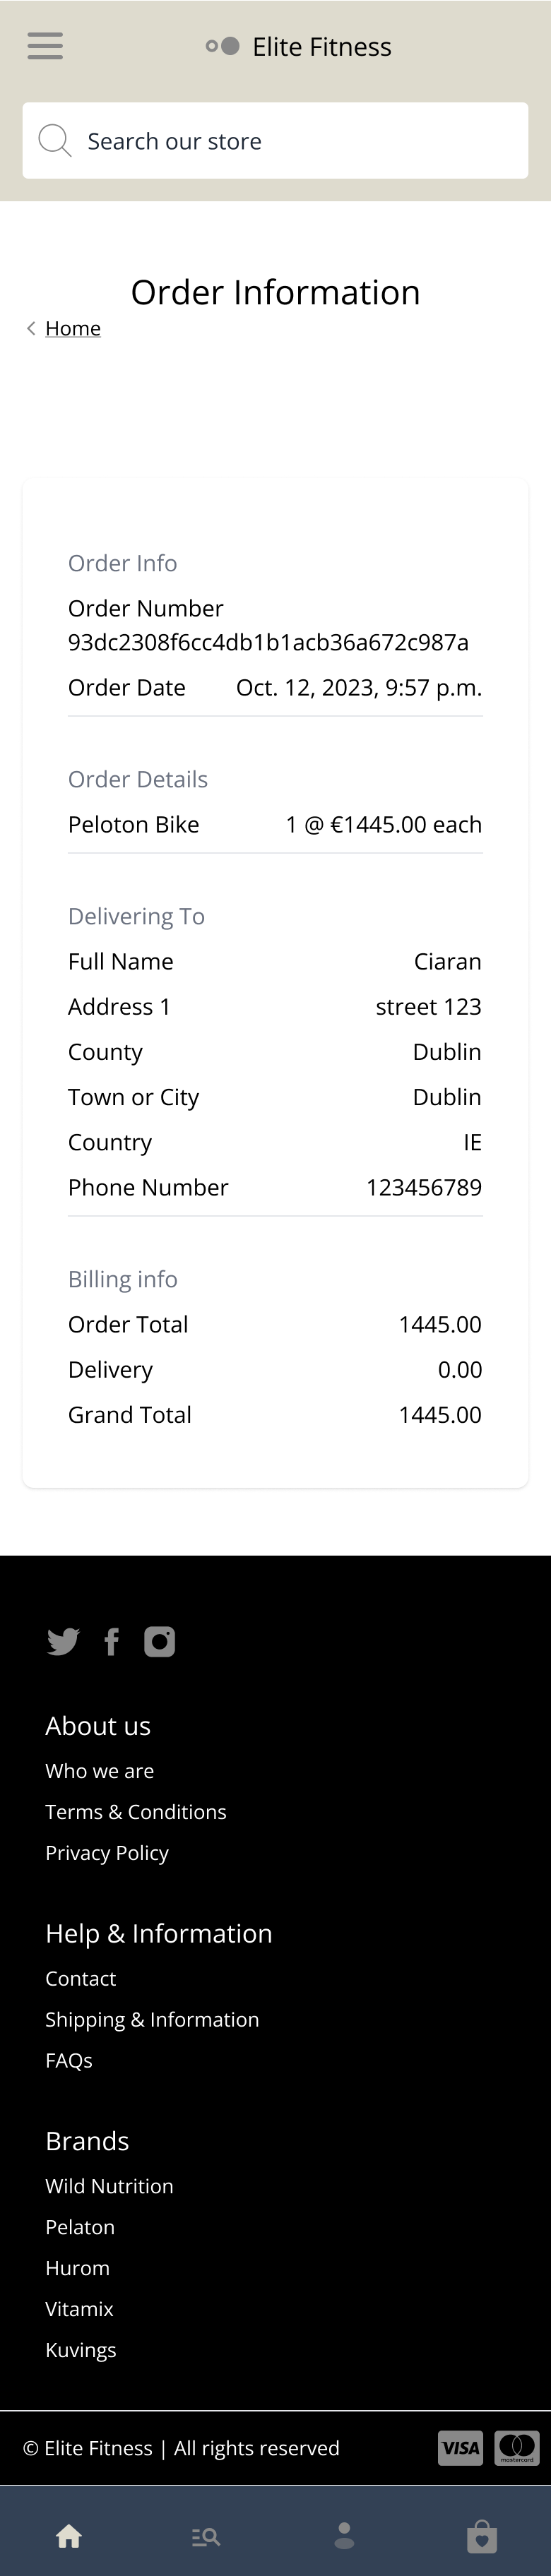 Elite Fitness
Search our store
Order Information
Home
Order Info
Order Number
93dc2308f6cc4db1b1acb36a672c987a
Order Date Oct. 12, 2023, 9:57 p.m.
Order Details
Peloton Bike 1 @ €1445.00 each
Delivering To
Full Name Ciaran
Address 1 street 123
County Dublin
Town or City Dublin
Country IE
Phone Number 123456789
Billing info
Order Total 1445.00
Delivery 0.00
Grand Total 1445.00
About us
Who we are
Terms & Conditions
Privacy Policy
Help & Information
Contact
Shipping & Information
FAQs
Brands
Wild Nutrition
Pelaton
Hurom
Vitamix
Kuvings
© Elite Fitness | All rights reserved VISA mastercard